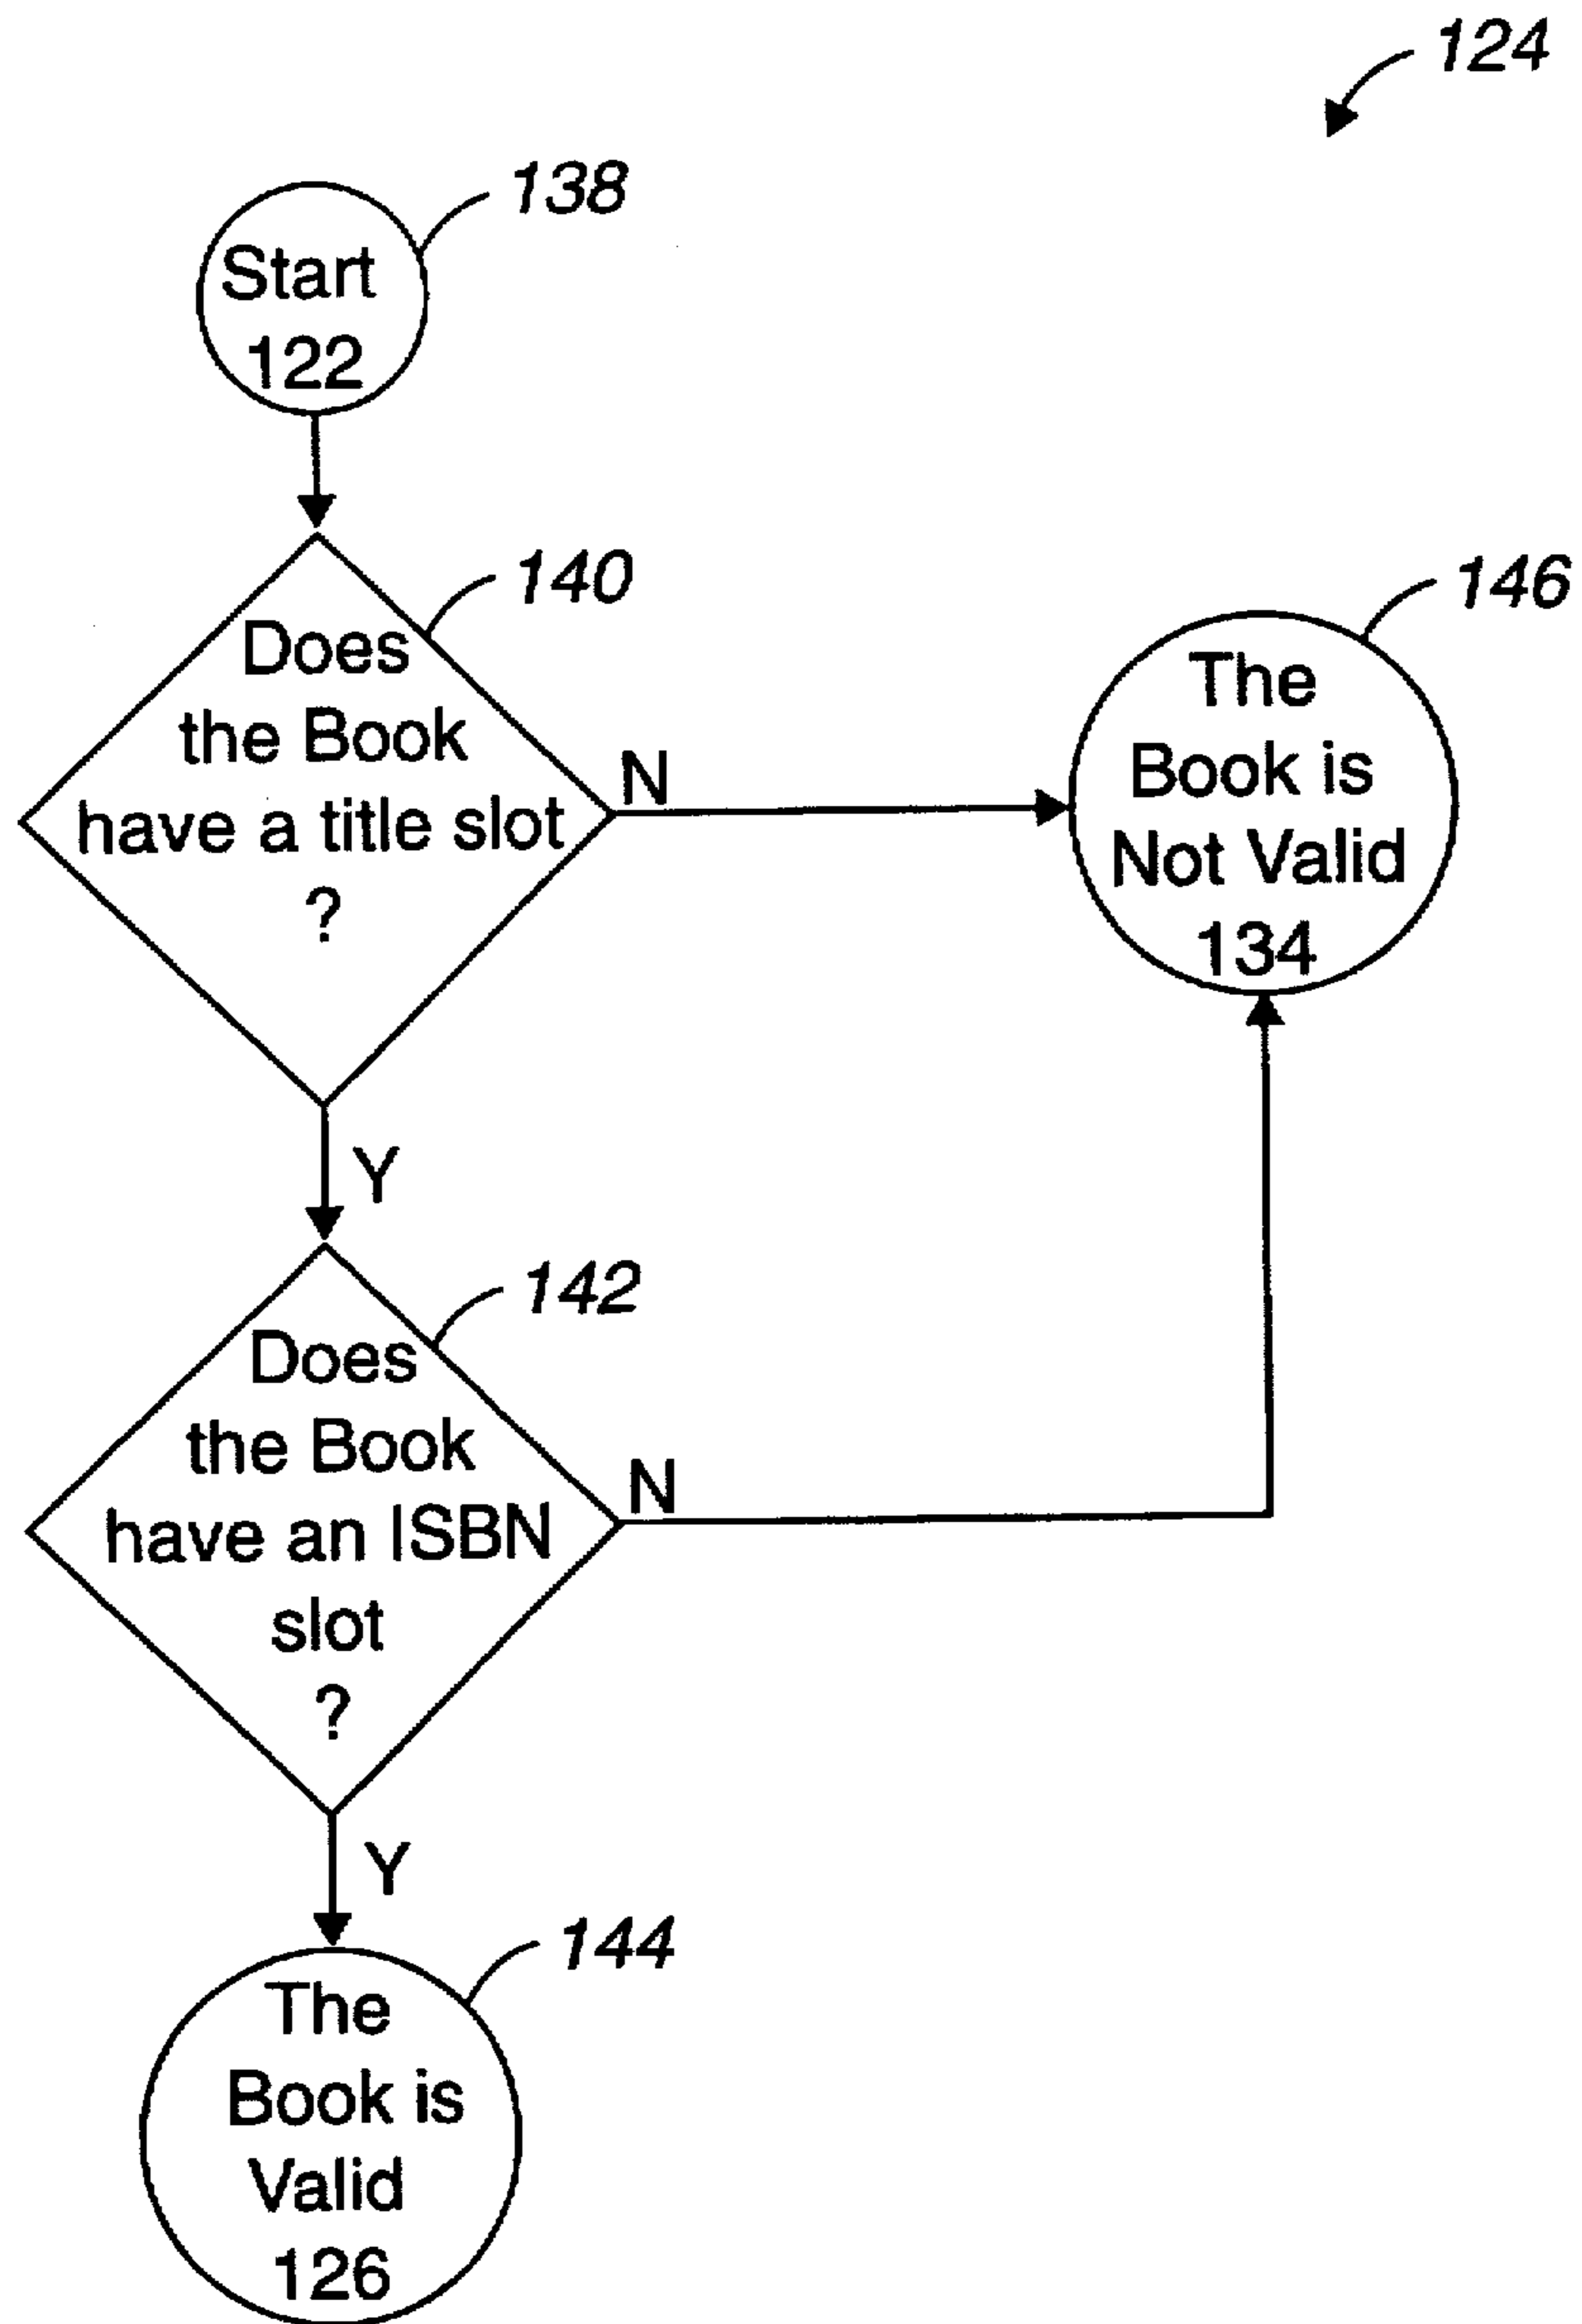 124
138
Start
122
140
Does
the Book
have a title slot
?
N
146
The
Book is
Not Valid
134
Y
142
Does
the Book
have an ISBN
slot
?
N
Y
144
The
Book is
Valid
126